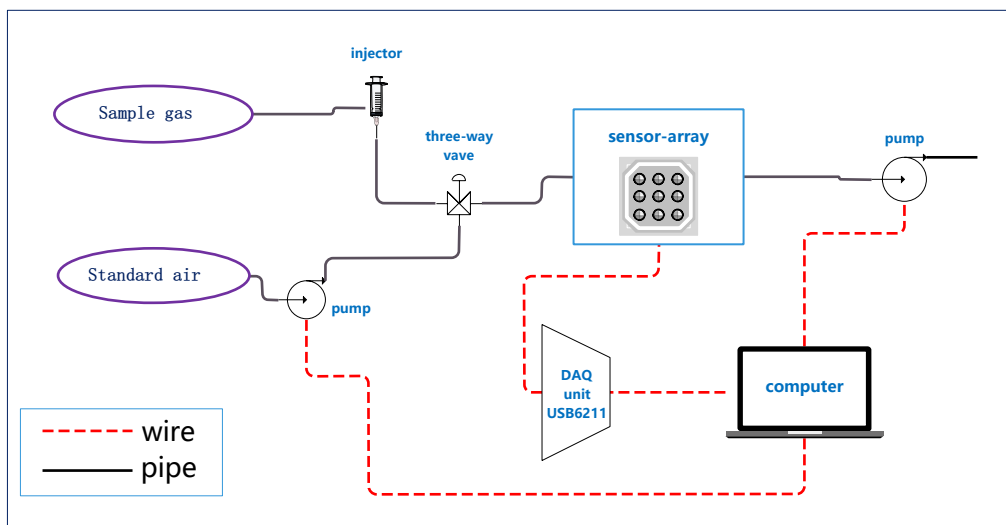 injector
Sample gas
three-way
vave
sensor-array
pump
Standard air
pump
DAQ
unit
USB6211
computer
wire
pipe